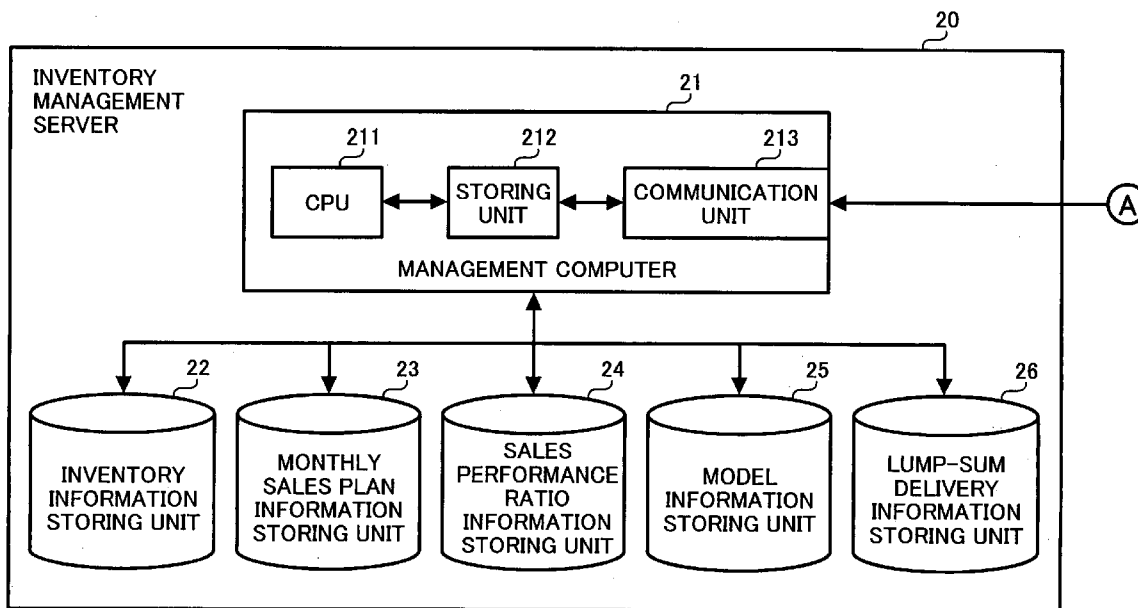 20
INVENTORY
MANAGEMENT
SERVER
21
211
212
213
CPU
STORING
UNIT
COMMUNICATION
UNIT
A
MANAGEMENT COMPUTER
22
23
24
25
26
INVENTORY
INFORMATION
STORING UNIT
MONTHLY
SALES PLAN
INFORMATION
STORING UNIT
SALES
PERFORMANCE
RATIO
INFORMATION
STORING UNIT
MODEL
INFORMATION
STORING UNIT
LUMP-SUM
DELIVERY
INFORMATION
STORING UNIT